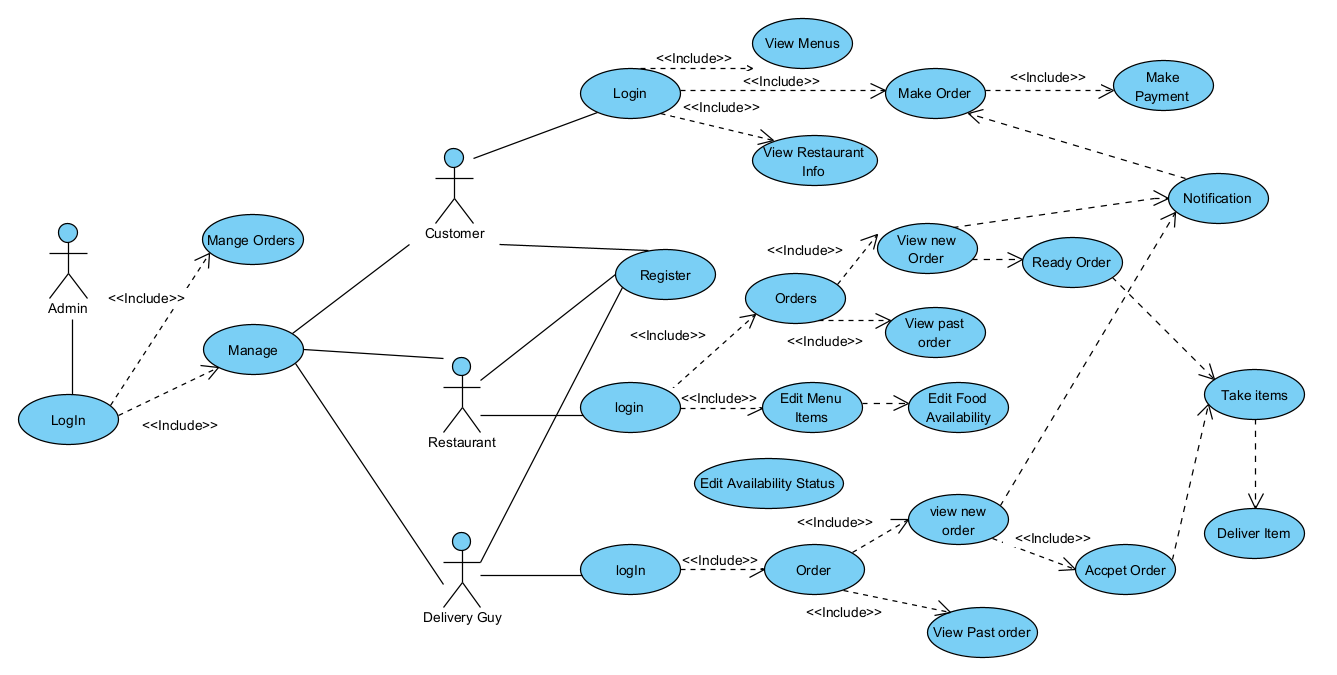 View Menus
<<Include>>
<<Include>>
<<Include>>
Make
Payment
Login
Make Order
<<Include>>
View Restaurant
Info
Notification
Customer
Mange Orders
View new
Order
<<Include>>
Ready Order
Register
Admin
<<Include>>
Orders
View past
order
<<Include>>
<<Include>>
Manage
Take items
<<Include>>
Edit Menu
Items
Edit Food
Availability
login
LogIn
<<Include>>
Restaurant
Edit Availability Status
view new
order
<<Include>>
<<Include>>
Deliver Item
<<Include>>
logIn
Order
Accpet Order
<<Include>>
Delivery Guy
View Past order